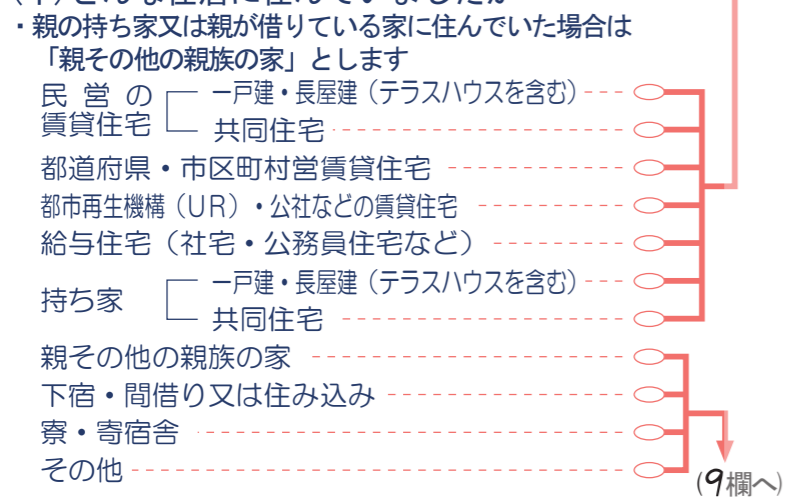 ・親の持ち家又は親が借りている家に住んでいた場合は
「親その他の親族の家」とします
民営の賃貸住宅
一戸建・長屋建（テラスハウスを含む）
共同住宅
都道府県・市区町村営賃貸住宅
都市再生機構（UR）・公社などの賃貸住宅
給与住宅（社宅・公務員住宅など）
持ち家
一戸建・長屋建（テラスハウスを含む）
共同住宅
親その他の親族の家
下宿・間借り又は住み込み
寮・寄宿舎
その他
(9欄へ)